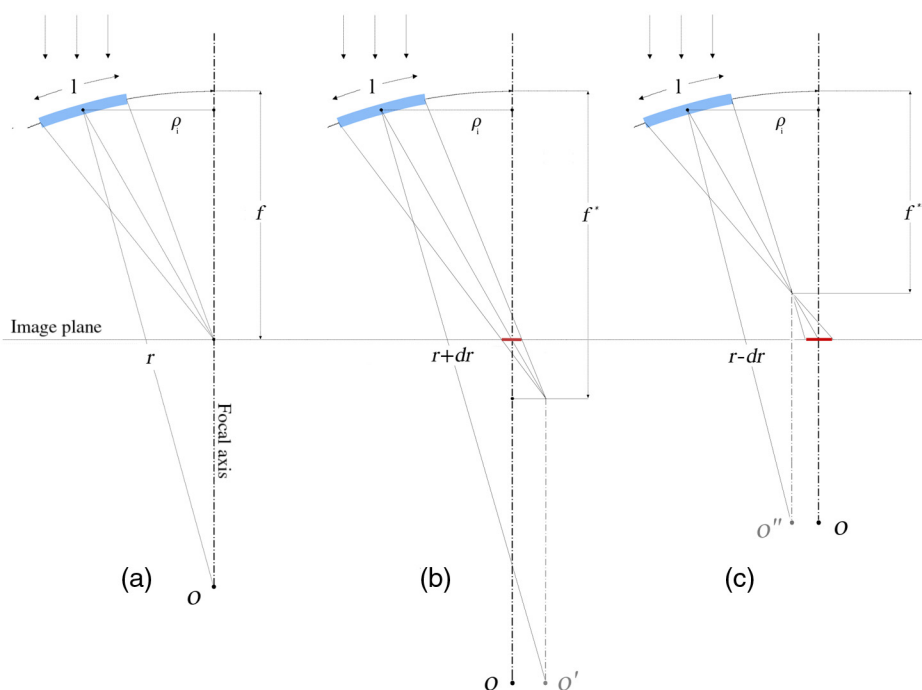 l
l
l
ρi
ρi
ρi
f
f*
f*
Image plane
r
r+dr
r-dr
Focal axis
O'' O
(a) (b) (c)
O
O O'